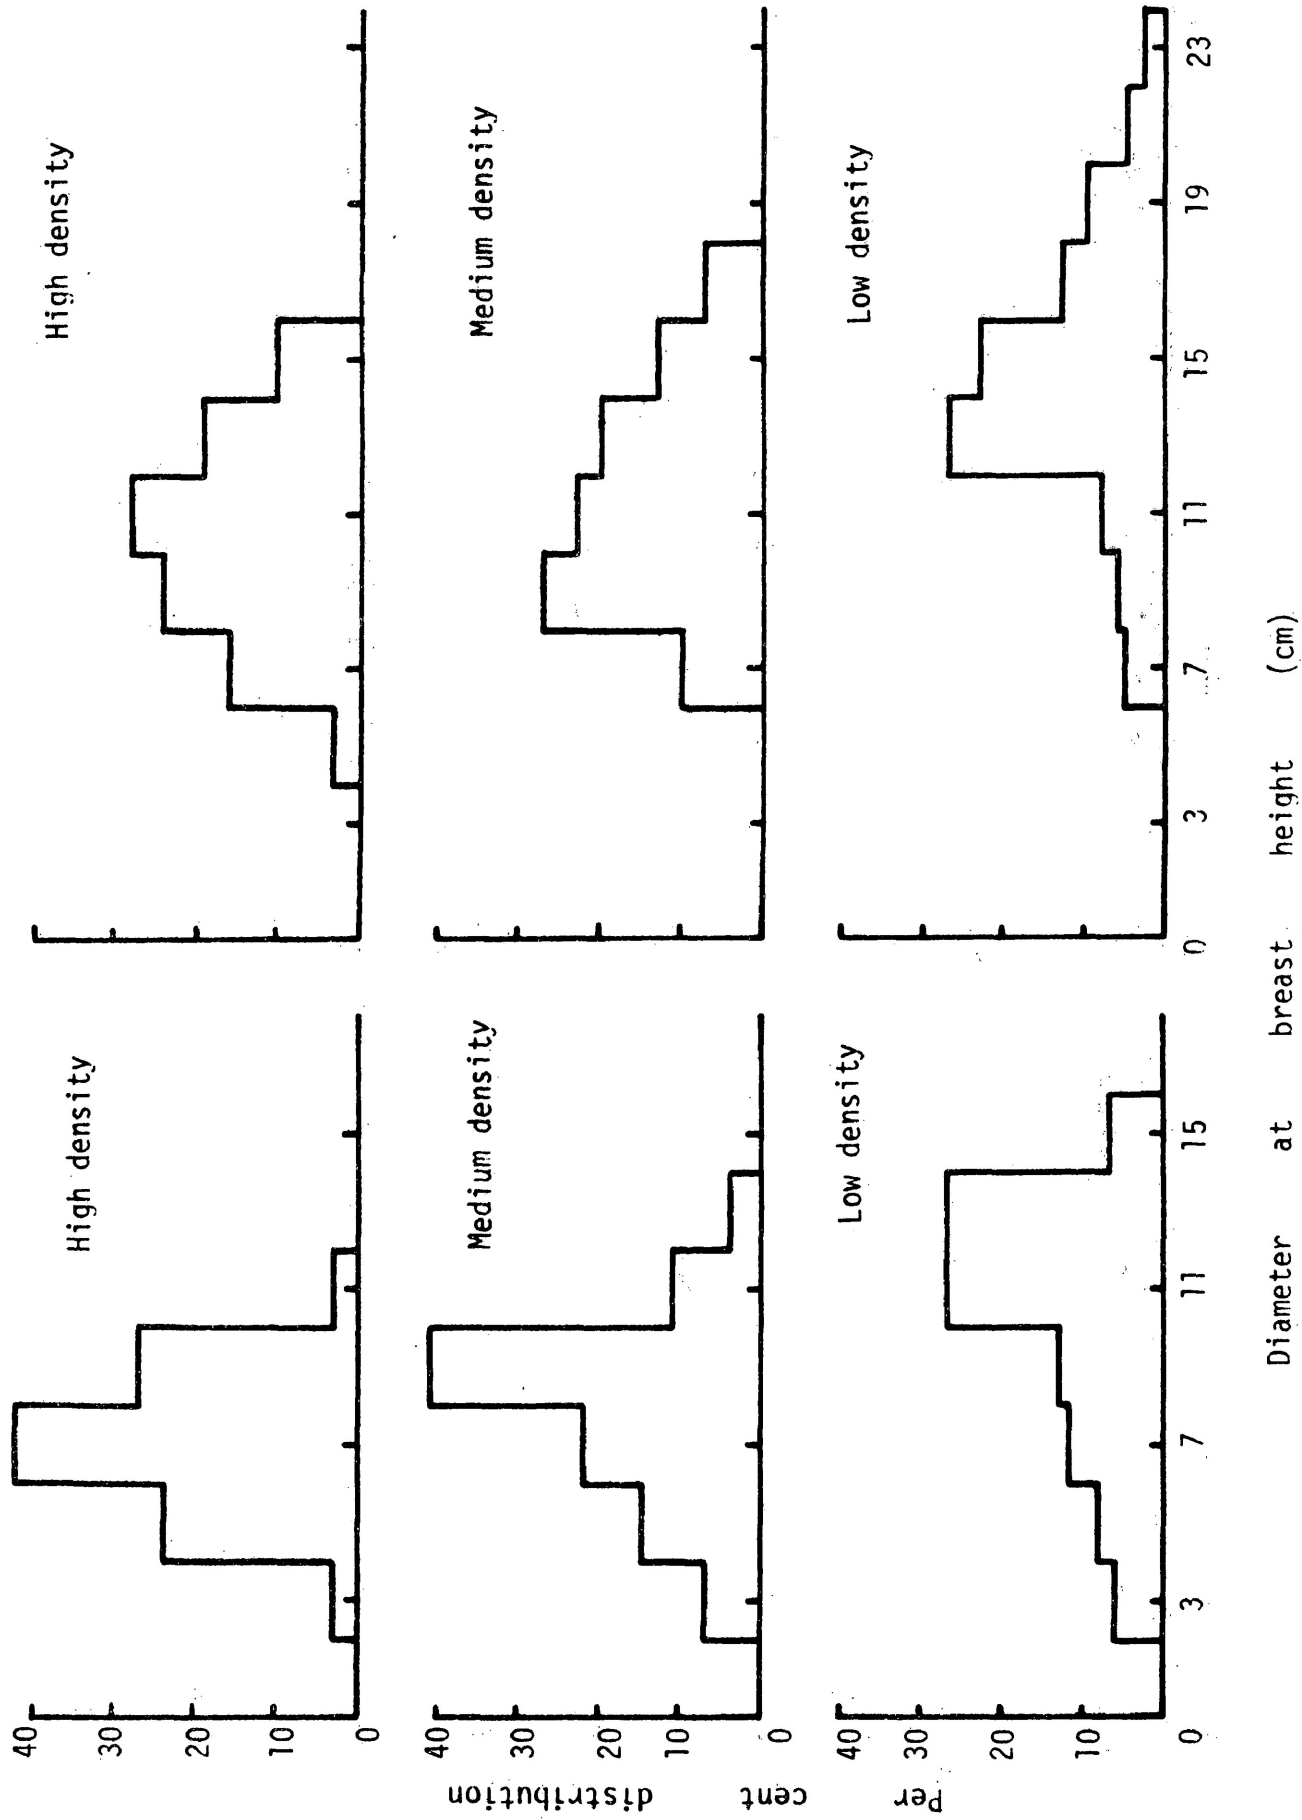 High density
High density
40
30
20
10
0
Medium density
Medium density
40
30
20
10
0
Low density
Low density
40
30
20
10
0 3 7 11 15
0 3 7 11 15 19 23
Per cent distribution
Diameter at breast height (cm)